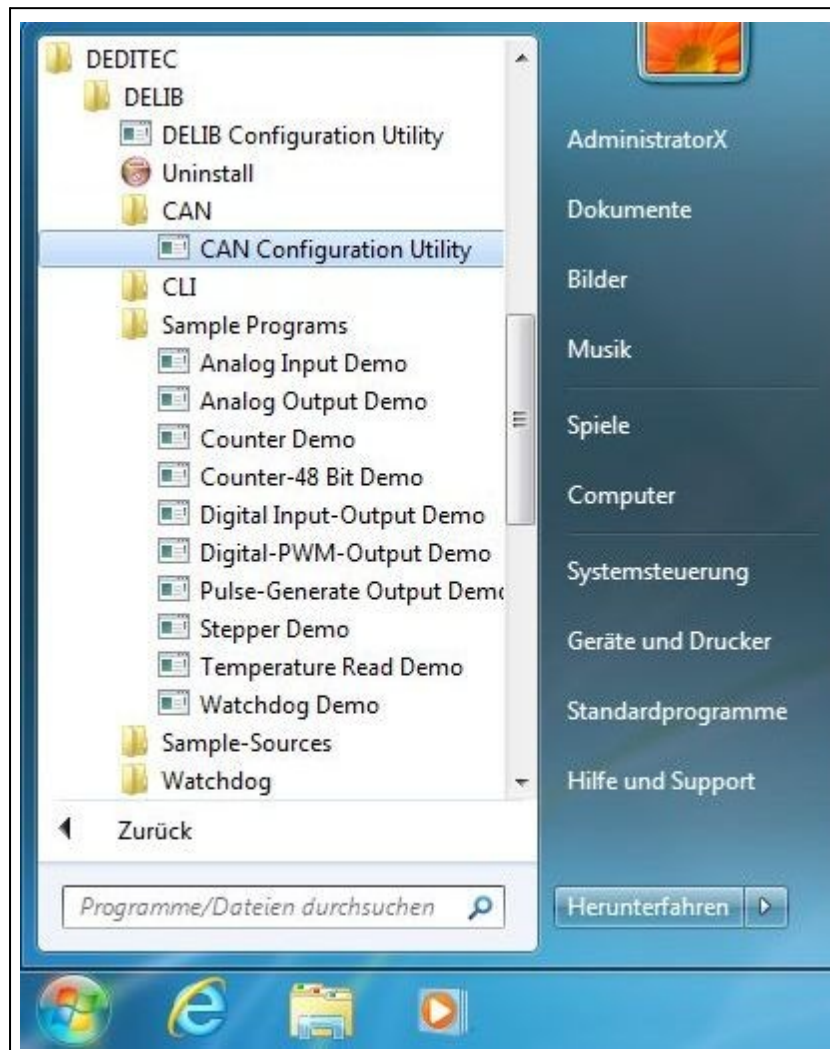 DEDITEC
DELIB
DELIB Configuration Utility
Uninstall
CAN
CAN Configuration Utility
CLI
Sample Programs
Analog Input Demo
Analog Output Demo
Counter Demo
Counter-48 Bit Demo
Digital Input-Output Demo
Digital-PWM-Output Demo
Pulse-Generate Output Demo
Stepper Demo
Temperature Read Demo
Watchdog Demo
Sample-Sources
Watchdog
Zurück
Programme/Dateien durchsuchen
AdministratorX
Dokumente
Bilder
Musik
Spiele
Computer
Systemsteuerung
Geräte und Drucker
Standardprogramme
Hilfe und Support
Herunterfahren